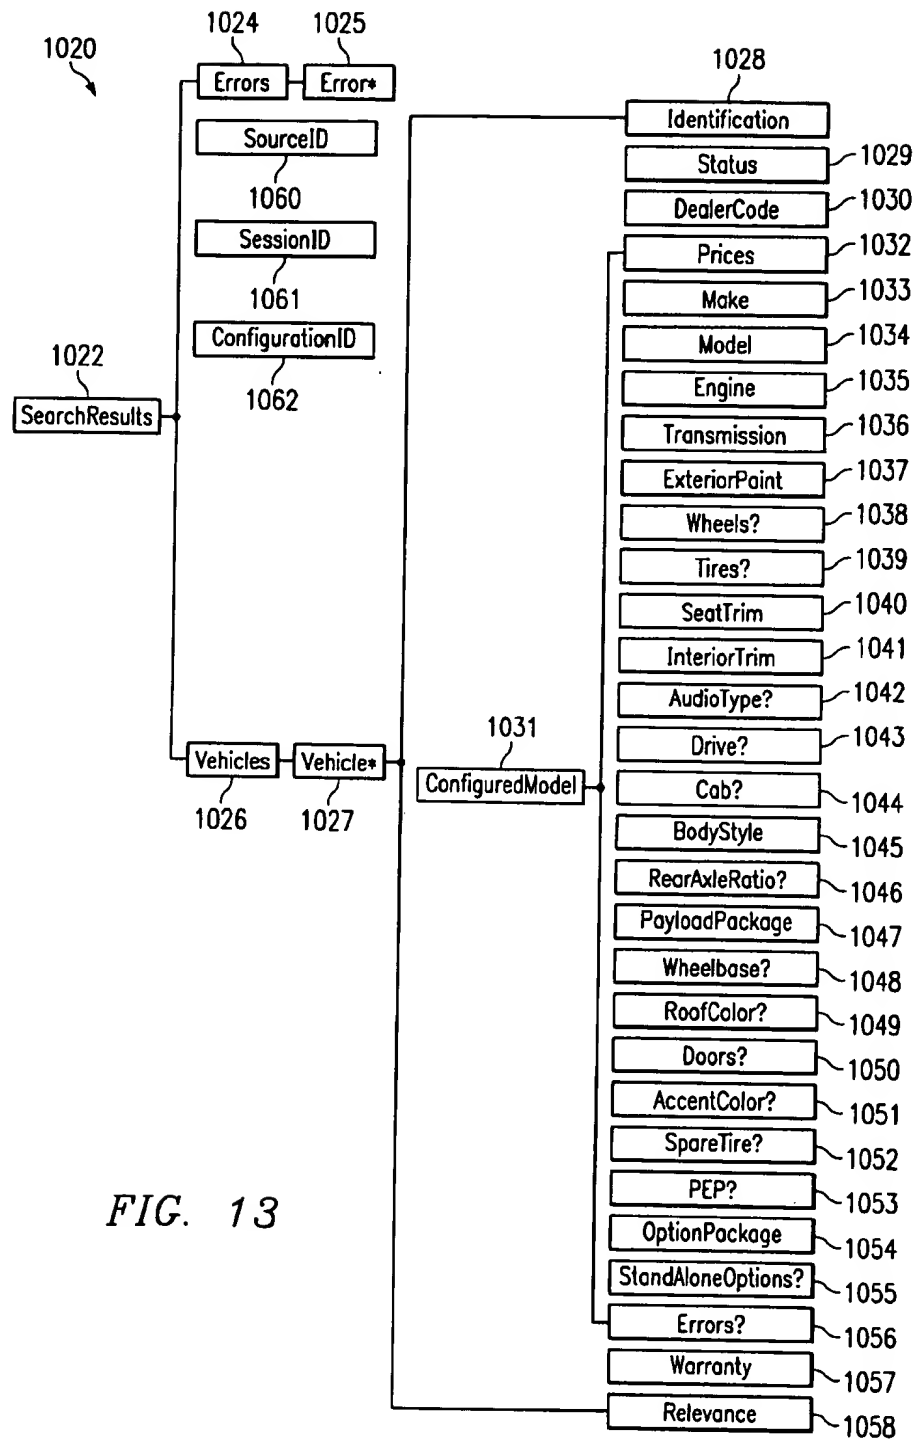 1020
1024
1025
Errors
Error*
SourceID
1060
SessionID
1061
ConfigurationID
1062
1022
SearchResults
Vehicles
Vehicle*
1026
1027
1031
ConfiguredModel
1028
Identification
Status
1029
DealerCode
1030
Prices
1032
Make
1033
Model
1034
Engine
1035
Transmission
1036
ExteriorPaint
1037
Wheels?
1038
Tires?
1039
SeatTrim
1040
InteriorTrim
1041
AudioType?
1042
Drive?
1043
Cab?
1044
BodyStyle
1045
RearAxleRatio?
1046
PayloadPackage
1047
Wheelbase?
1048
RoofColor?
1049
Doors?
1050
AccentColor?
1051
SpareTire?
1052
PEP?
1053
OptionPackage
1054
StandAloneOptions?
1055
Errors?
1056
Warranty
1057
Relevance
1058
FIG. 13